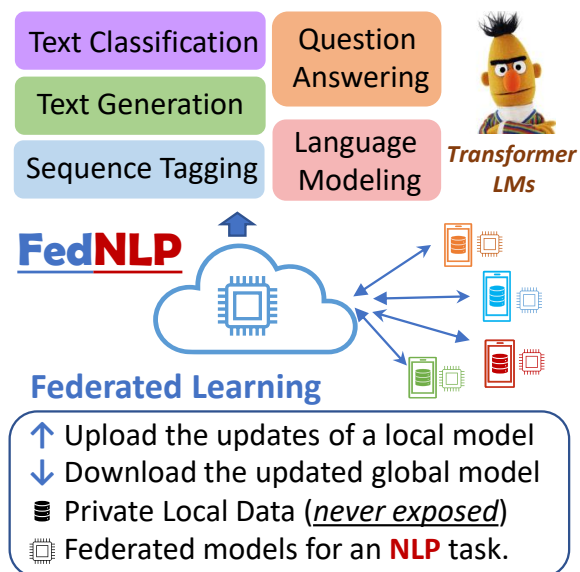 Text Classification
Question
Answering
Text Generation
Sequence Tagging
Language
Modeling
Transformer
LMs
FedNLP
Federated Learning
↑ Upload the updates of a local model
↓ Download the updated global model
Private Local Data (never exposed)
Federated models for an NLP task.